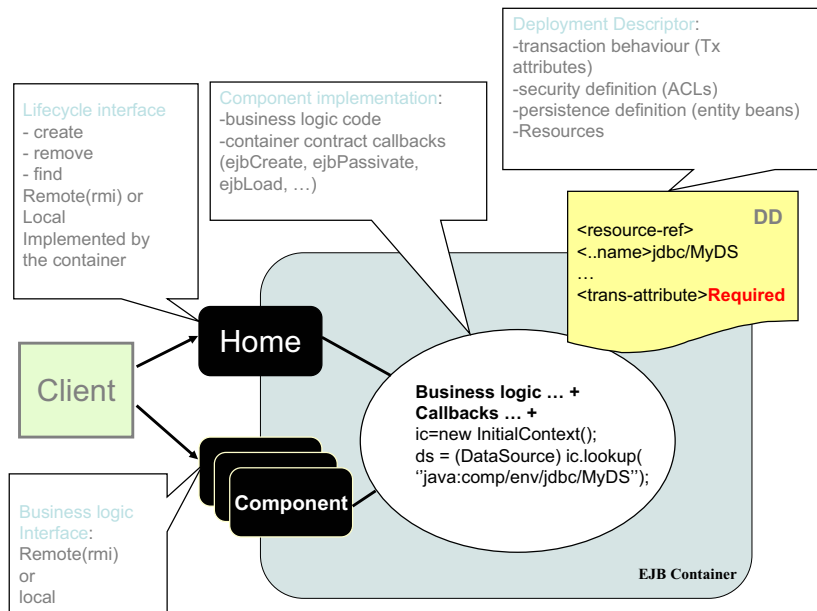 Deployment Descriptor:
-transaction behaviour (Tx
attributes)
-security definition (ACLs)
-persistence definition (entity beans)
-Resources
Lifecycle interface
- create
- remove
- find
Remote(rmi) or
Local
Implemented by
the container
Component implementation:
-business logic code
-container contract callbacks
(ejbCreate, ejbPassivate,
ejbLoad, …)
DD
<resource-ref>
<..name>jdbc/MyDS
…
<trans-attribute>Required
Home
Client
Business logic … +
Callbacks … +
ic=new InitialContext();
ds = (DataSource) ic.lookup(
‘’java:comp/env/jdbc/MyDS’’);
Component
Business logic
Interface:
Remote(rmi)
or
local
EJB Container